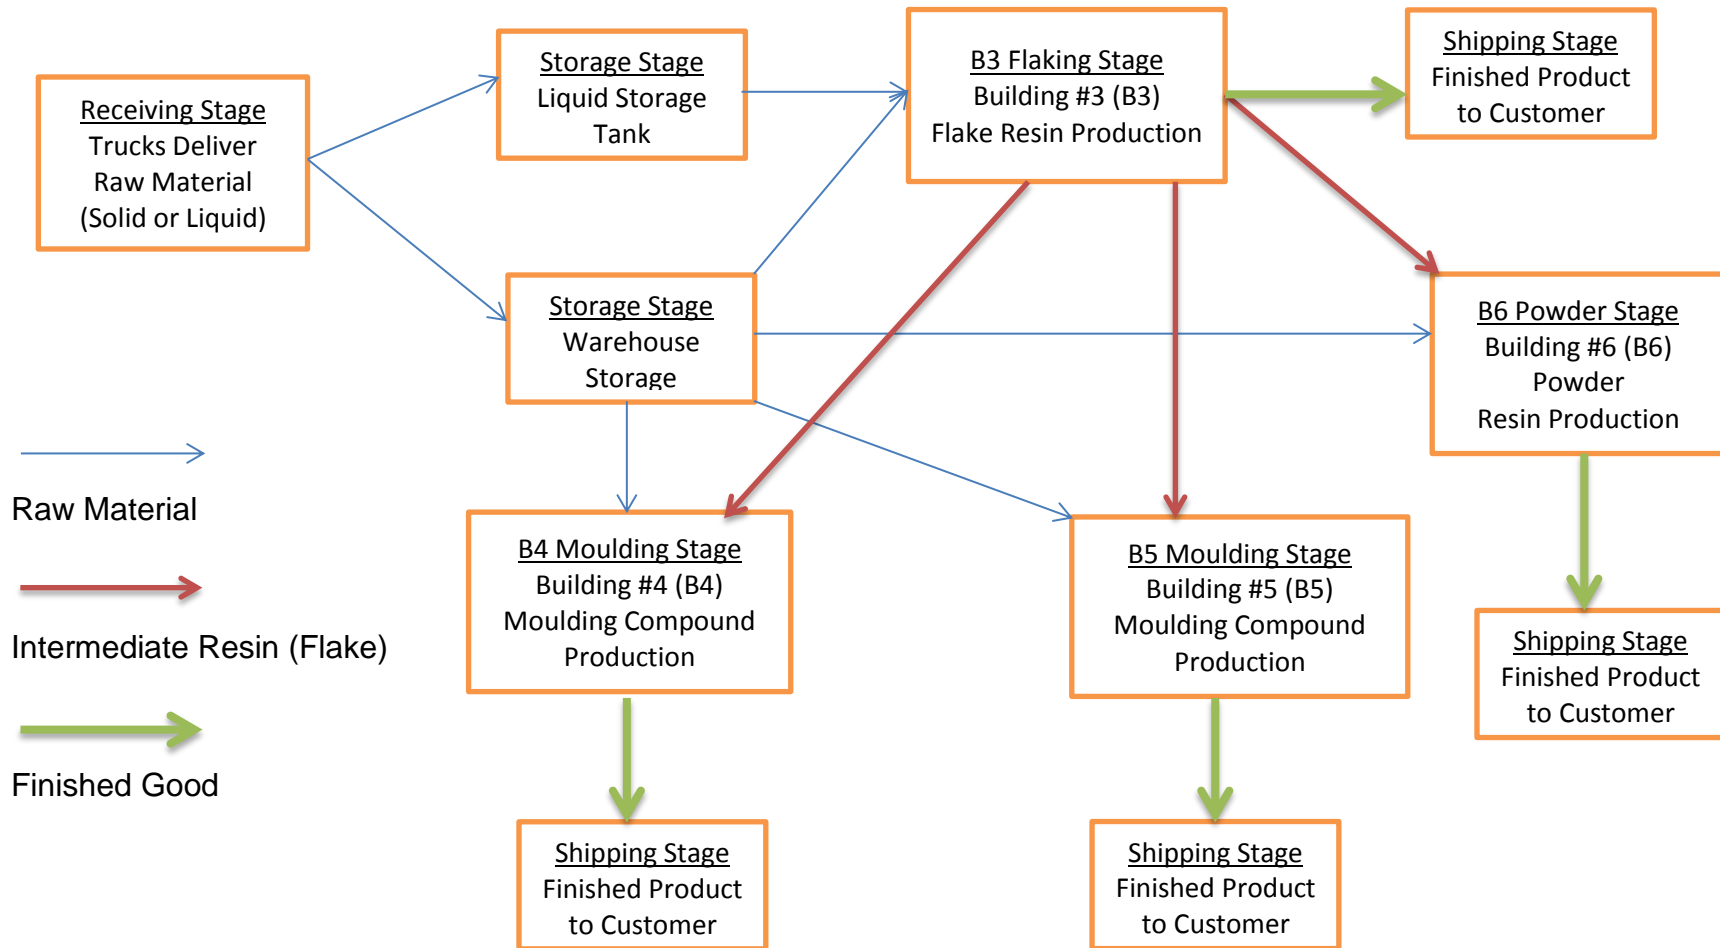 Receiving Stage
Trucks Deliver
Raw Material
(Solid or Liquid)
Storage Stage
Liquid Storage
Tank
B3 Flaking Stage
Building #3 (B3)
Flake Resin Production
Shipping Stage
Finished Product
to Customer
Storage Stage
Warehouse
Storage
B6 Powder Stage
Building #6 (B6)
Powder
Resin Production
Raw Material
Intermediate Resin (Flake)
Finished Good
B4 Moulding Stage
Building #4 (B4)
Moulding Compound
Production
B5 Moulding Stage
Building #5 (B5)
Moulding Compound
Production
Shipping Stage
Finished Product
to Customer
Shipping Stage
Finished Product
to Customer
Shipping Stage
Finished Product
to Customer